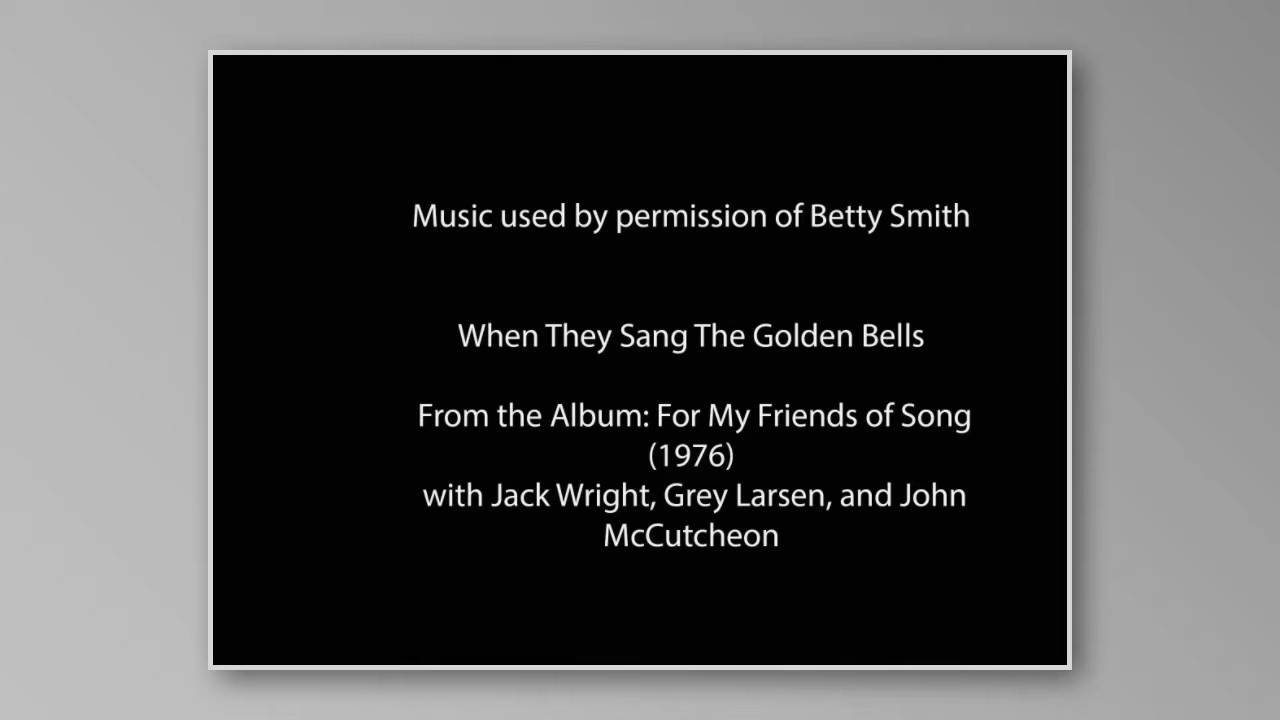 Music used by permission of Betty Smith
When They Sang The Golden Bells
From the Album: For My Friends of Song
(1976)
with Jack Wright, Grey Larsen, and John
McCutcheon